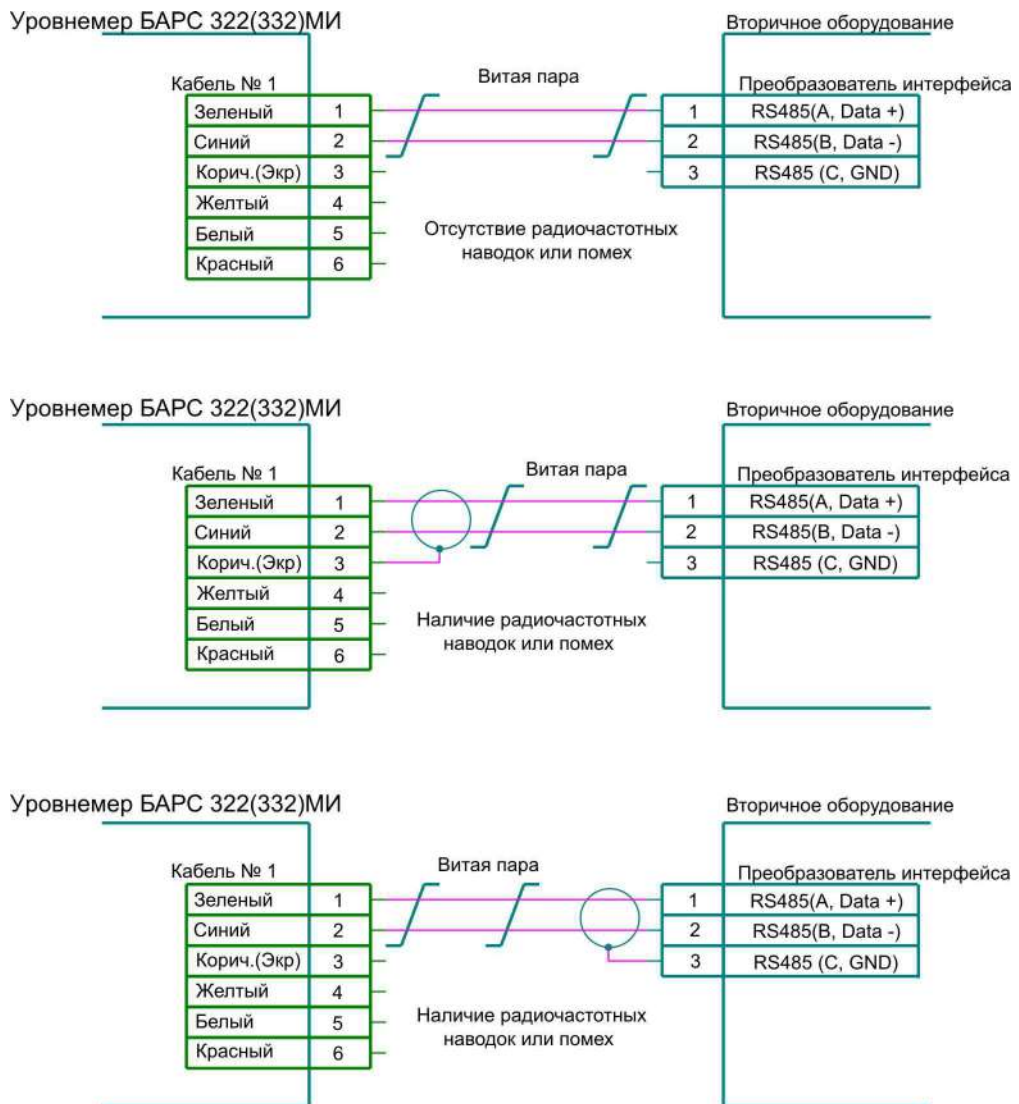 Уровнемер БАРС 322(332)МИ
Вторичное оборудование
Кабель № 1
Витая пара
Преобразователь интерфейса
Зеленый 1
1 RS485(A, Data +)
Синий 2
2 RS485(B, Data -)
Корич.(Экр) 3
3 RS485 (C, GND)
Желтый 4
Белый 5
Красный 6
Отсутствие радиочастотных
наводок или помех
Уровнемер БАРС 322(332)МИ
Вторичное оборудование
Кабель № 1
Витая пара
Преобразователь интерфейса
Зеленый 1
1 RS485(A, Data +)
Синий 2
2 RS485(B, Data -)
Корич.(Экр) 3
3 RS485 (C, GND)
Желтый 4
Белый 5
Красный 6
Наличие радиочастотных
наводок или помех
Уровнемер БАРС 322(332)МИ
Вторичное оборудование
Кабель № 1
Витая пара
Преобразователь интерфейса
Зеленый 1
1 RS485(A, Data +)
Синий 2
2 RS485(B, Data -)
Корич.(Экр) 3
3 RS485 (C, GND)
Желтый 4
Белый 5
Красный 6
Наличие радиочастотных
наводок или помех